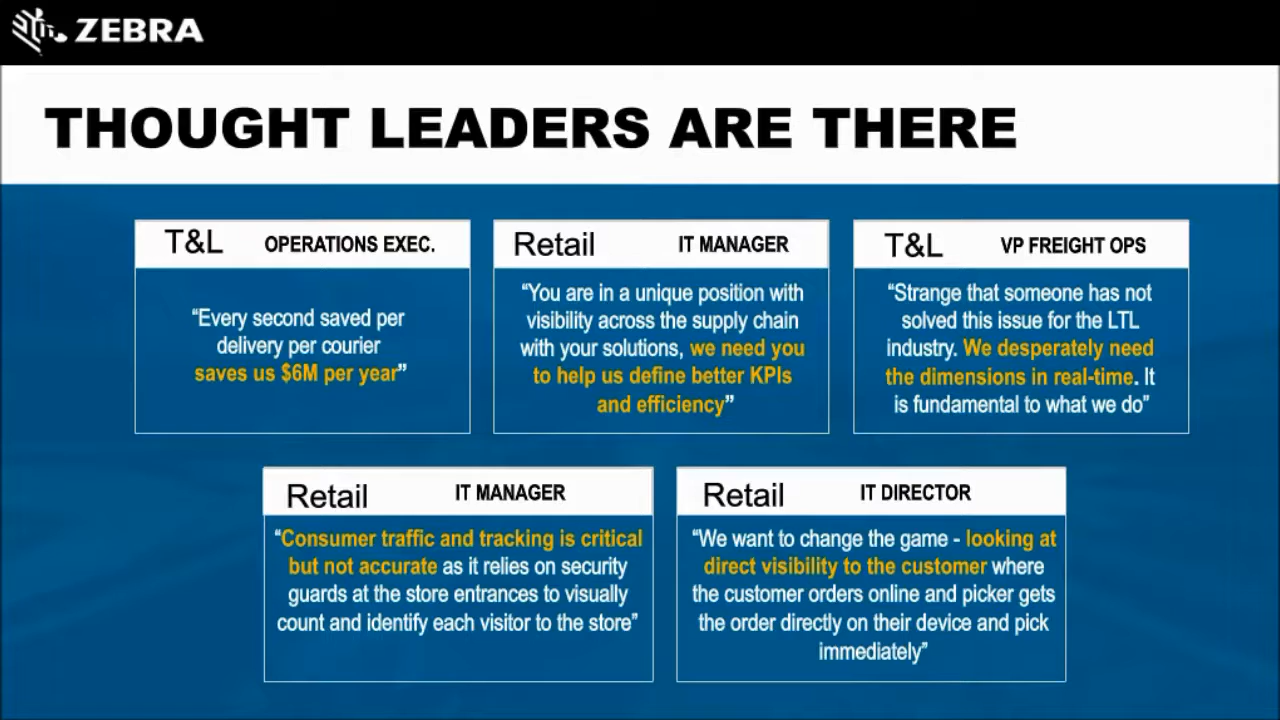 ZEBRA
THOUGHT LEADERS ARE THERE
T&L OPERATIONS EXEC.
“Every second saved per
delivery per courier
saves us $6M per year”
Retail IT MANAGER
“You are in a unique position with
visibility across the supply chain
with your solutions, we need you
to help us define better KPIs
and efficiency”
T&L VP FREIGHT OPS
“Strange that someone has not
solved this issue for the LTL
industry. We desperately need
the dimensions in real-time. It
is fundamental to what we do”
Retail IT MANAGER
“Consumer traffic and tracking is critical
but not accurate as it relies on security
guards at the store entrances to visually
count and identify each visitor to the store”
Retail IT DIRECTOR
“We want to change the game - looking at
direct visibility to the customer where
the customer orders online and picker gets
the order directly on their device and pick
immediately”